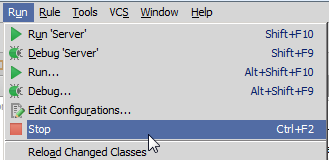 Run Rule Tools VCS Window Help
Run 'Server' Shift+F10
Debug 'Server' Shift+F9
Run... Alt+Shift+F10
Debug... Alt+Shift+F9
Edit Configurations...
Stop Ctrl+F2
Reload Changed Classes